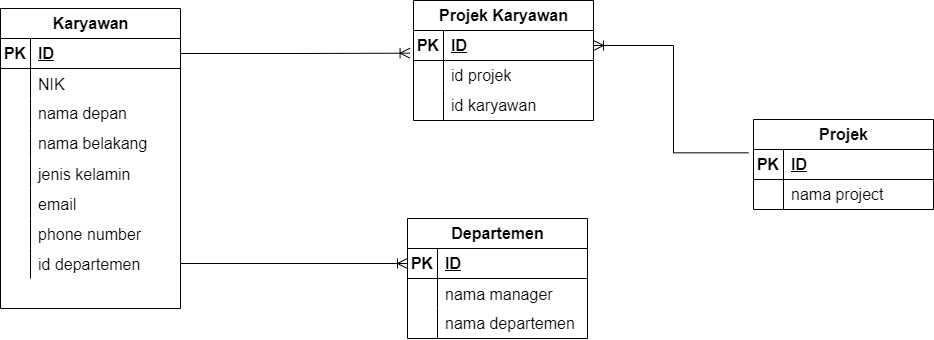 Karyawan
PK ID
NIK
nama depan
nama belakang
jenis kelamin
email
phone number
id departemen
Projek Karyawan
PK ID
id projek
id karyawan
Projek
PK ID
nama project
Departemen
PK ID
nama manager
nama departemen